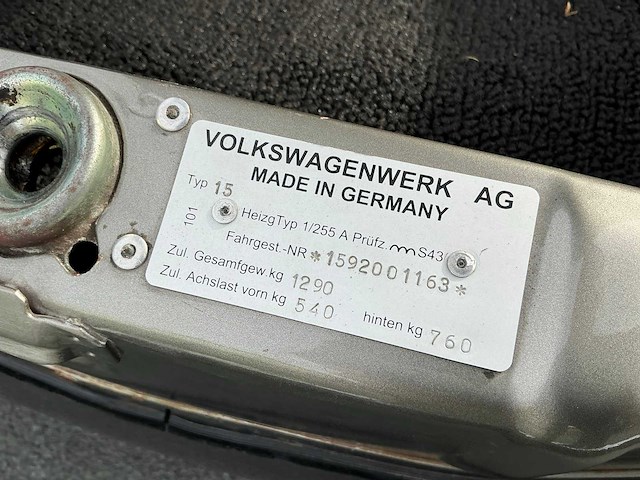 VOLKSWAGENWERK AG
MADE IN GERMANY
Typ 15
101
HeizgTyp 1/255 A Prüfz. S43
Fahrgest.-NR *1592001163*
Zul. Gesamfgew.kg 1290
Zul. Achslast vorn kg 540 hinten kg 760